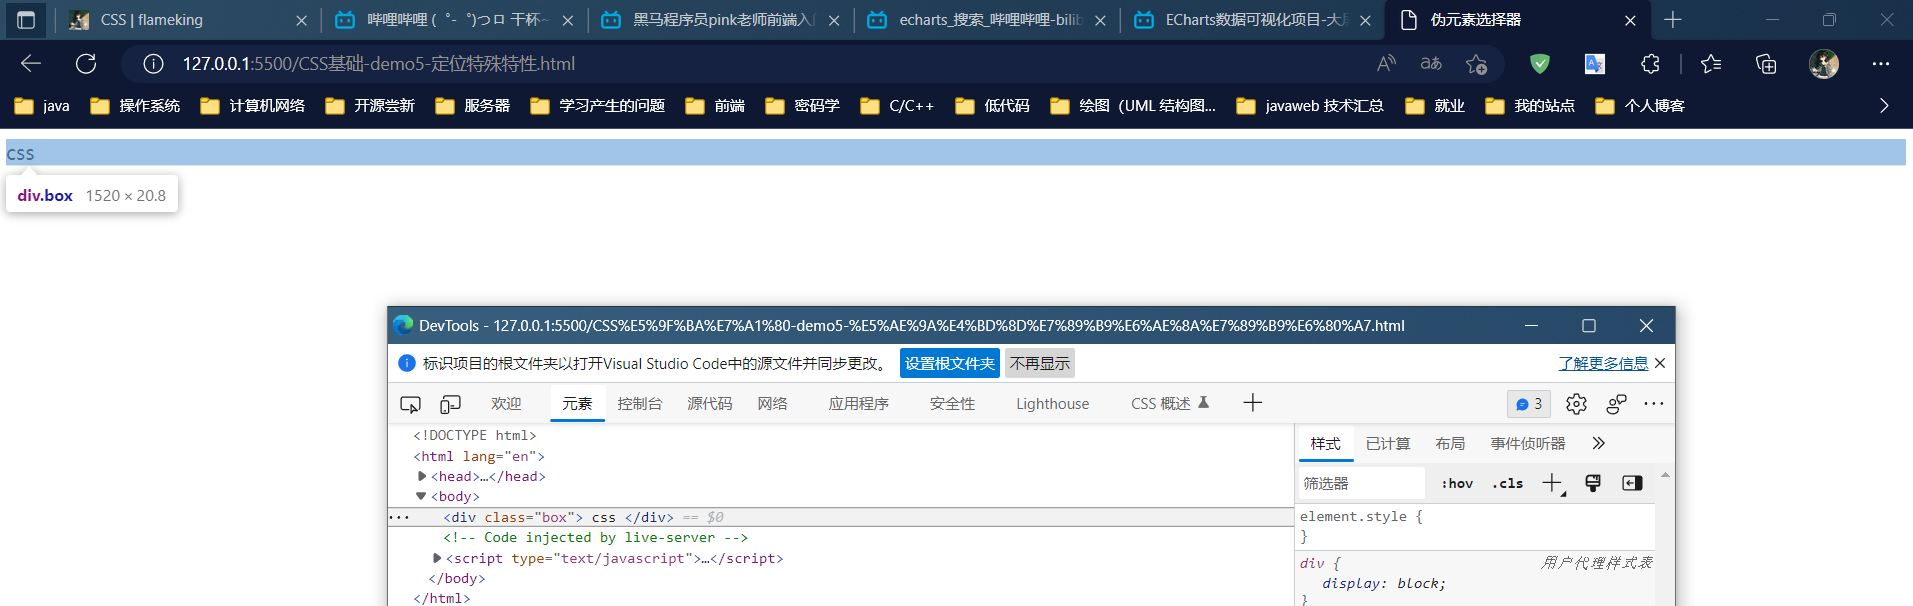 CSS | flameking
哔哩哔哩 (゜-゜)つロ 干杯~
黑马程序员pink老师前端入
echarts_搜索_哔哩哔哩-bilib
ECharts数据可视化项目-大
伪元素选择器
127.0.0.1:5500/CSS基础-demo5-定位特殊特性.html
java
操作系统
计算机网络
开源尝新
服务器
学习产生的问题
前端
密码学
C/C++
低代码
绘图（UML 结构图...
javaweb 技术汇总
就业
我的站点
个人博客
css
div.box 1520 × 20.8
DevTools - 127.0.0.1:5500/CSS%E5%9F%BA%E7%A1%80-demo5-%E5%AE%9A%E4%BD%8D%E7%89%B9%E6%AE%8A%E7%89%B9%E6%80%A7.html
标识项目的根文件夹以打开Visual Studio Code中的源文件并同步更改。 设置根文件夹 不再显示 了解更多信息
欢迎 元素 控制台 源代码 网络 应用程序 安全性 Lighthouse CSS 概述 3
<!DOCTYPE html>
<html lang="en">
<head>…</head>
<body>
<div class="box"> css </div> == $0
<!-- Code injected by live-server -->
<script type="text/javascript">…</script>
</body>
</html>
样式 已计算 布局 事件侦听器
筛选器 :hov .cls
element.style {
}
div { 用户代理样式表
display: block;
}